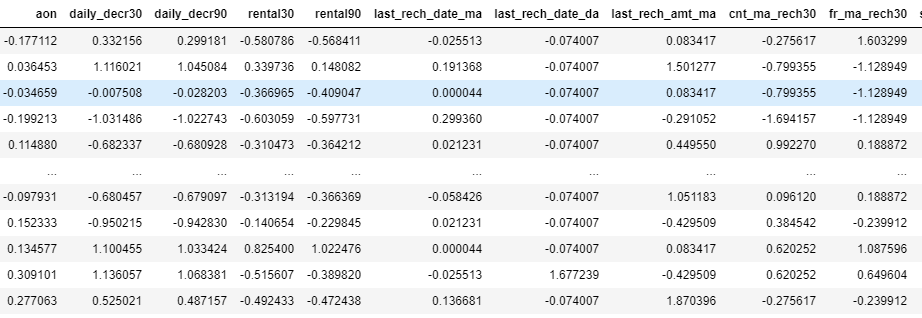 aon daily_decr30 daily_decr90 rental30 rental90 last_rech_date_ma last_rech_date_da last_rech_amt_ma cnt_ma_rech30 fr_ma_rech30
-0.177112 0.332156 0.299181 -0.580786 -0.568411 -0.025513 -0.074007 0.083417 -0.275617 1.603299
0.036453 1.116021 1.045084 0.339736 0.148082 0.191368 -0.074007 1.501277 -0.799355 -1.128949
-0.034659 -0.007508 -0.028203 -0.366965 -0.409047 0.000044 -0.074007 0.083417 -0.799355 -1.128949
-0.199213 -1.031486 -1.022743 -0.603059 -0.597731 0.299360 -0.074007 -0.291052 -1.694157 -1.128949
0.114880 -0.682337 -0.680928 -0.310473 -0.364212 0.021231 -0.074007 0.449550 0.992270 0.188872
... ... ... ... ... ... ... ... ... ...
-0.097931 -0.680457 -0.679097 -0.313194 -0.366369 -0.058426 -0.074007 1.051183 0.096120 0.188872
0.152333 -0.950215 -0.942830 -0.140654 -0.229845 0.021231 -0.074007 -0.429509 0.384542 -0.239912
0.134577 1.100455 1.033424 0.825400 1.022476 0.000044 -0.074007 0.083417 0.620252 1.087596
0.309101 1.136057 1.068381 -0.515607 -0.389820 -0.025513 1.677239 -0.429509 0.620252 0.649604
0.277063 0.525021 0.487157 -0.492433 -0.472438 0.136681 -0.074007 1.870396 -0.275617 -0.239912